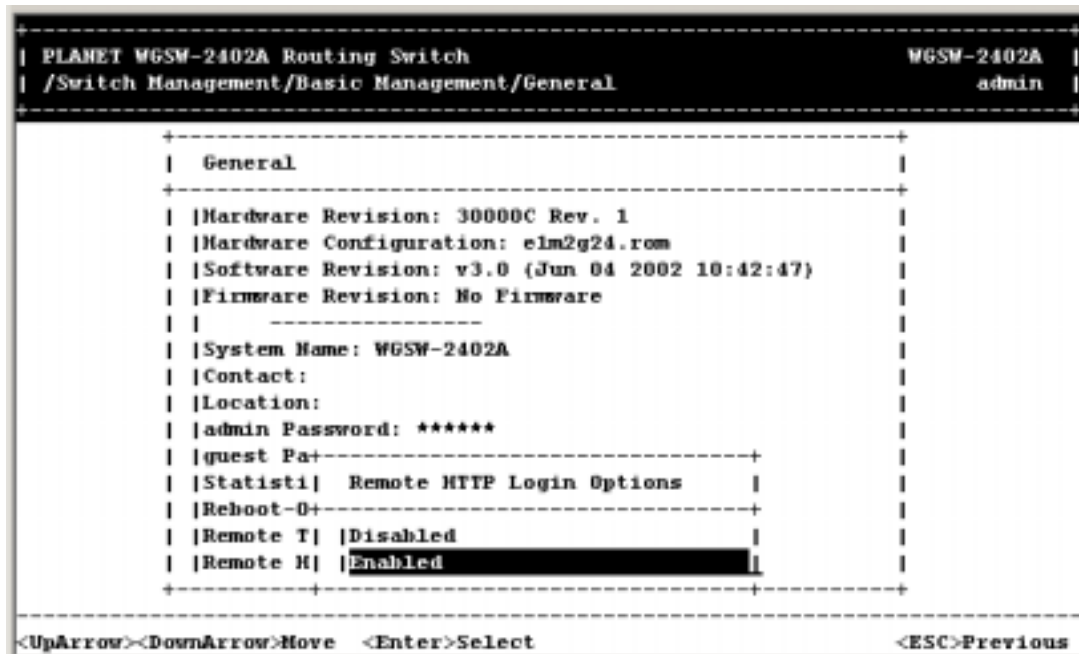 PLANET WGSW-2402A Routing Switch WGSW-2402A
/Switch Management/Basic Management/General admin
General
Hardware Revision: 30000C Rev. 1
Hardware Configuration: elm2g24.rom
Software Revision: v3.0 (Jun 04 2002 10:42:47)
Firmware Revision: No Firmware
----------------
System Name: WGSW-2402A
Contact:
Location:
admin Password: ******
guest Pa
Statisti| Remote HTTP Login Options
Reboot-O
Remote T| |Disabled
Remote H| |Enabled
<UpArrow><DownArrow>Move <Enter>Select <ESC>Previous